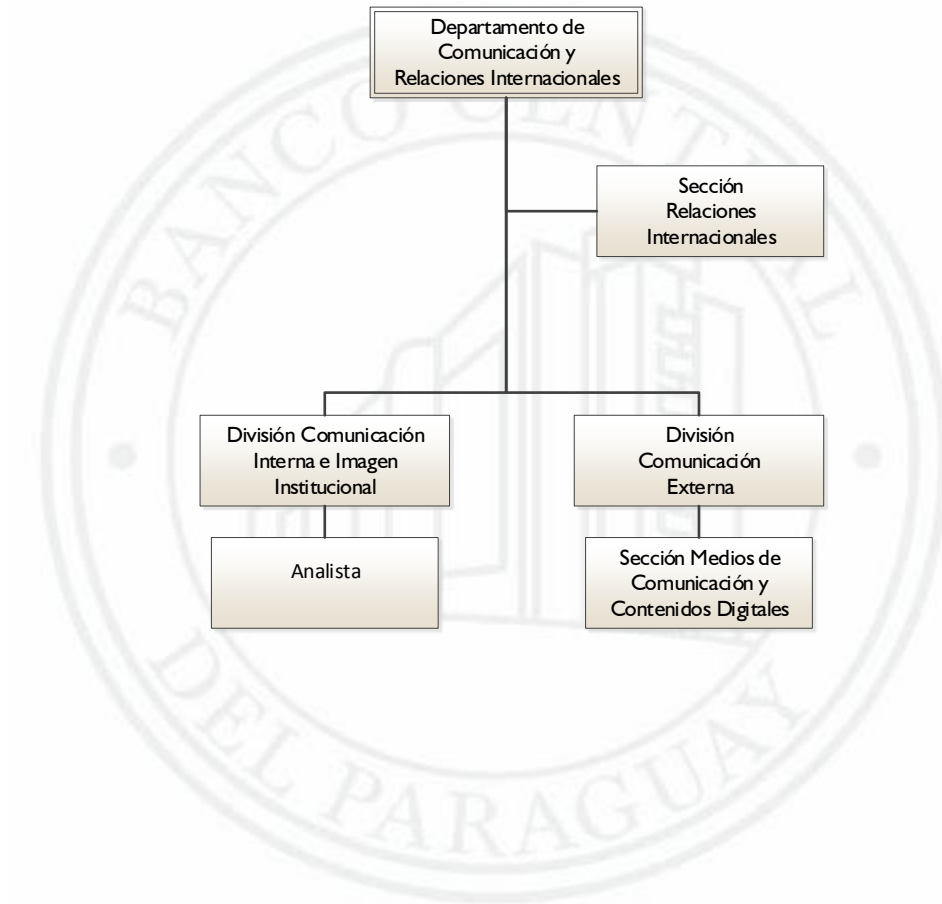 Departamento de
Comunicación y
Relaciones Internacionales
Sección
Relaciones
Internacionales
División Comunicación
Interna e Imagen
Institucional
División
Comunicación
Externa
Analista
Sección Medios de
Comunicación y
Contenidos Digitales
BANCO CENTRAL
DEL PARAGUAY